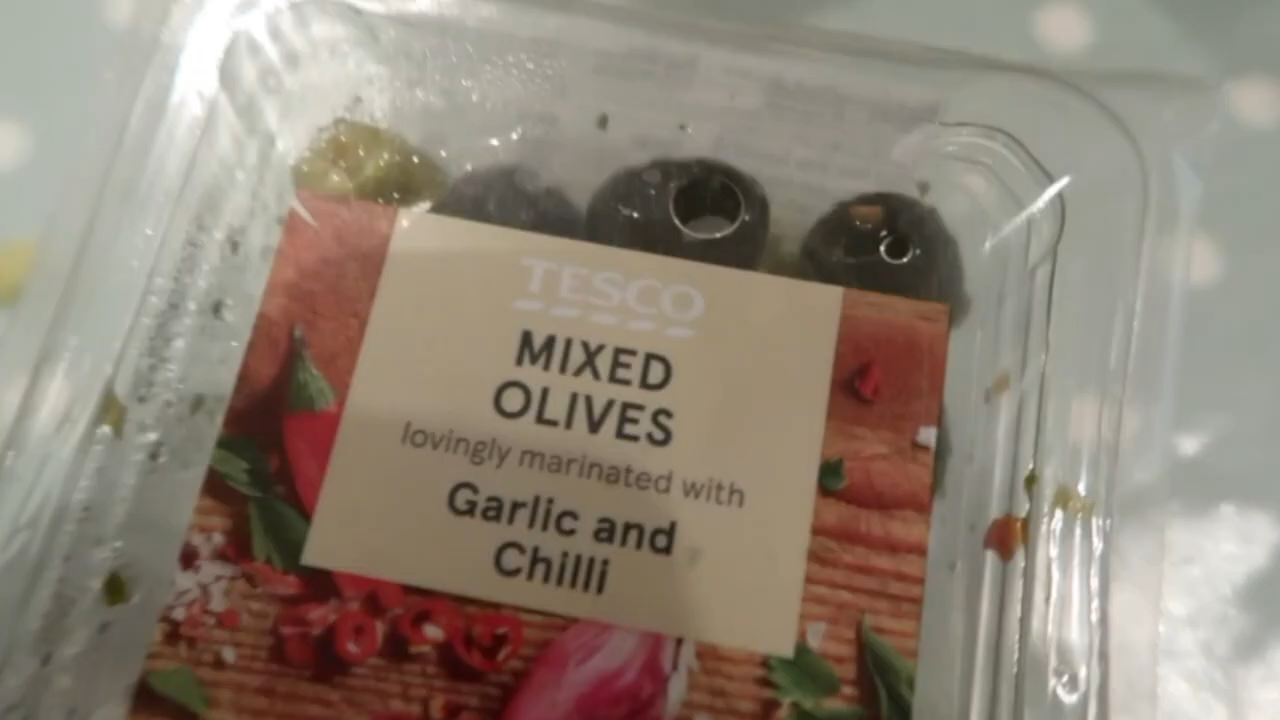 TESCO
MIXED
OLIVES
lovingly marinated with
Garlic and
Chilli